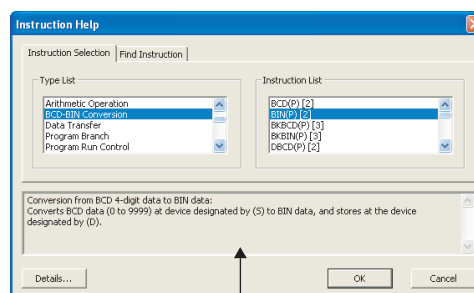 Instruction Help
Instruction Selection Find Instruction
Type List
Arithmetic Operation
BCD-BIN Conversion
Data Transfer
Program Branch
Program Run Control
Instruction List
BCD(P) [2]
BIN(P) [2]
BKBCD(P) [3]
BKBIN(P) [3]
DBCD(P) [2]
Conversion from BCD 4-digit data to BIN data:
Converts BCD data (0 to 9999) at device designated by (S) to BIN data, and stores at the device
designated by (D).
Details... OK Cancel